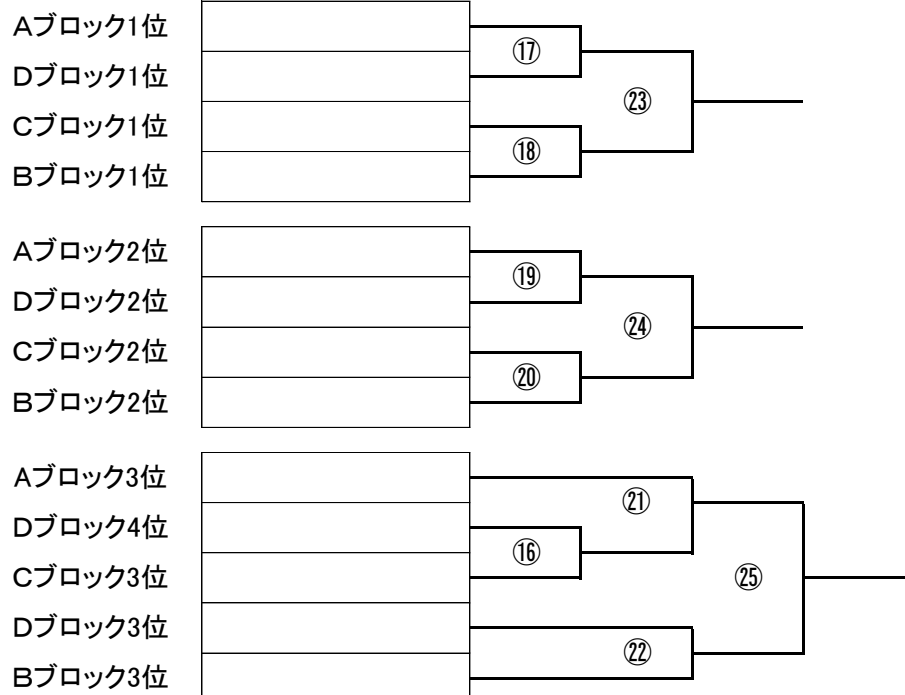 Aブロック1位
⑰
Dブロック1位
㉓
Cブロック1位
⑱
Bブロック1位
Aブロック2位
⑲
Dブロック2位
㉔
Cブロック2位
⑳
Bブロック2位
Aブロック3位
㉑
Dブロック4位
⑯
Cブロック3位
㉕
Dブロック3位
㉒
Bブロック3位